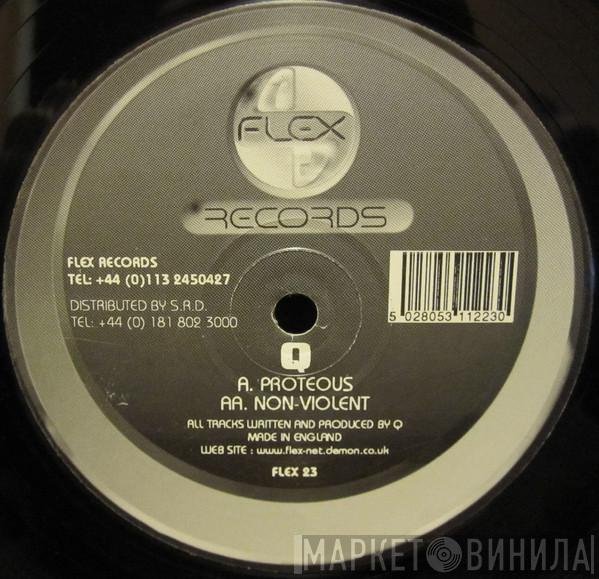 FLEX
RECORDS
FLEX RECORDS
TEL: +44 (0)113 2450427
DISTRIBUTED BY S.R.D.
TEL: +44 (0) 181 802 3000
5 028053 112230
Q
A. PROTEOUS
AA. NON-VIOLENT
ALL TRACKS WRITTEN AND PRODUCED BY Q
MADE IN ENGLAND
WEB SITE : www.flex-net.demon.co.uk
FLEX 23
МАРКЕТ ВИНИЛА